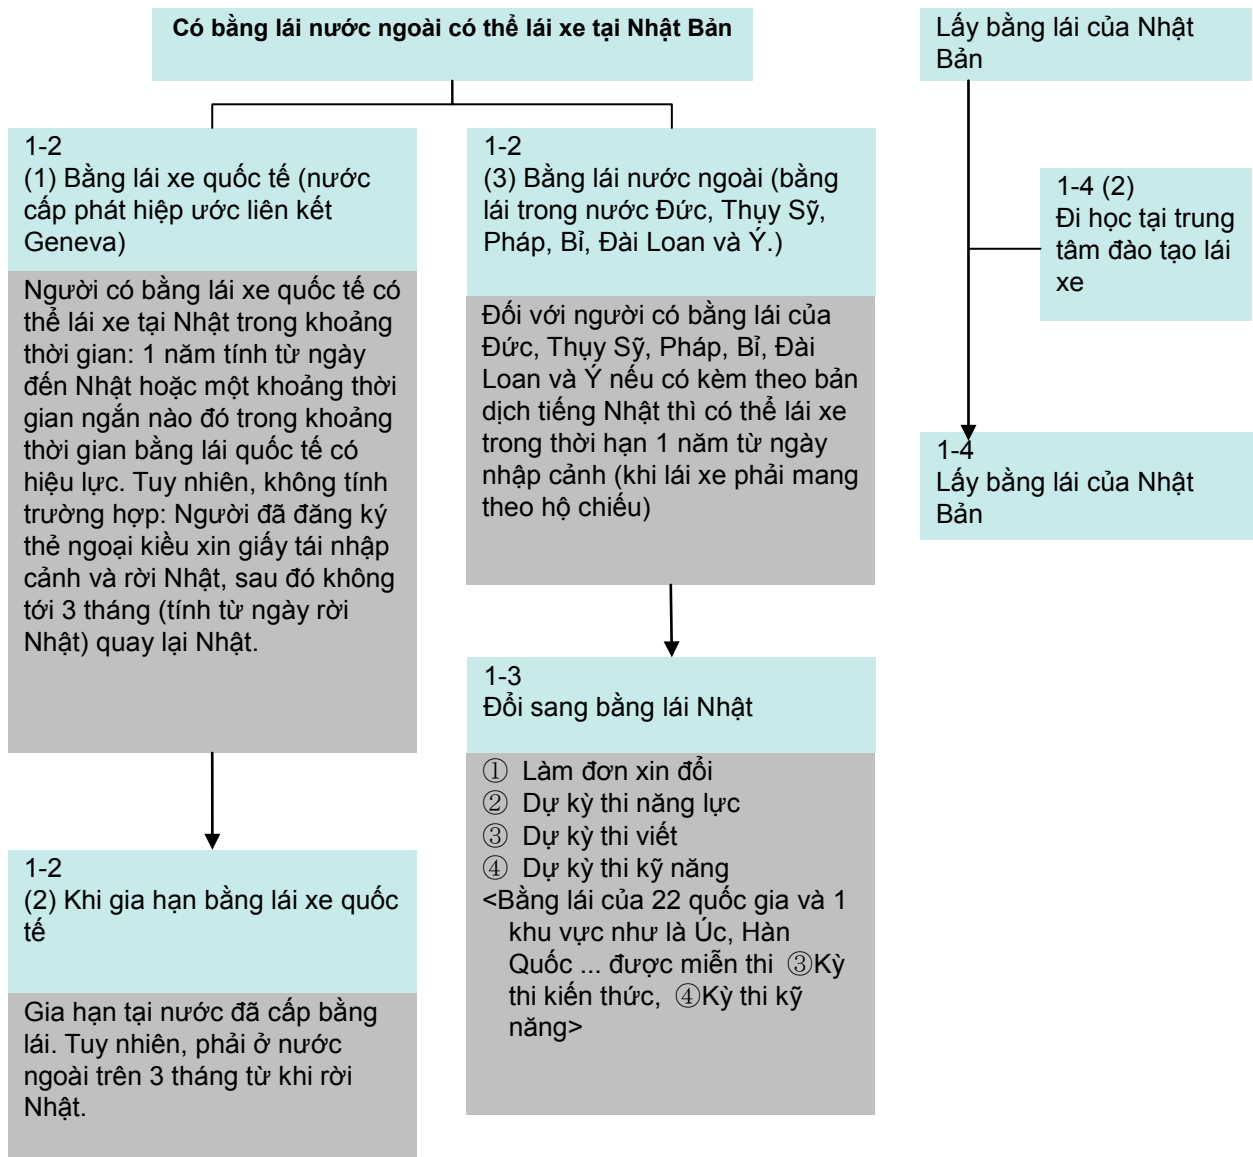 Có bằng lái nước ngoài có thể lái xe tại Nhật Bản
1-2
(1) Bằng lái xe quốc tế (nước
cấp phát hiệp ước liên kết
Geneva)
Người có bằng lái xe quốc tế có
thể lái xe tại Nhật trong khoảng
thời gian: 1 năm tính từ ngày
đến Nhật hoặc một khoảng thời
gian ngắn nào đó trong khoảng
thời gian bằng lái quốc tế có
hiệu lực. Tuy nhiên, không tính
trường hợp: Người đã đăng ký
thẻ ngoại kiều xin giấy tái nhập
cảnh và rời Nhật, sau đó không
tới 3 tháng (tính từ ngày rời
Nhật) quay lại Nhật.
1-2
(2) Khi gia hạn bằng lái xe quốc
tế
Gia hạn tại nước đã cấp bằng
lái. Tuy nhiên, phải ở nước
ngoài trên 3 tháng từ khi rời
Nhật.
1-2
(3) Bằng lái nước ngoài (bằng
lái trong nước Đức, Thụy Sỹ,
Pháp, Bỉ, Đài Loan và Ý.)
Đối với người có bằng lái của
Đức, Thụy Sỹ, Pháp, Bỉ, Đài
Loan và Ý nếu có kèm theo bản
dịch tiếng Nhật thì có thể lái xe
trong thời hạn 1 năm từ ngày
nhập cảnh (khi lái xe phải mang
theo hộ chiếu)
1-3
Đổi sang bằng lái Nhật
① Làm đơn xin đổi
② Dự kỳ thi năng lực
③ Dự kỳ thi viết
④ Dự kỳ thi kỹ năng
<Bằng lái của 22 quốc gia và 1
khu vực như là Úc, Hàn
Quốc ... được miễn thi ③Kỳ
thi kiến thức, ④Kỳ thi kỹ
năng>
Lấy bằng lái của Nhật
Bản
1-4 (2)
Đi học tại trung
tâm đào tạo lái
xe
1-4
Lấy bằng lái của Nhật
Bản